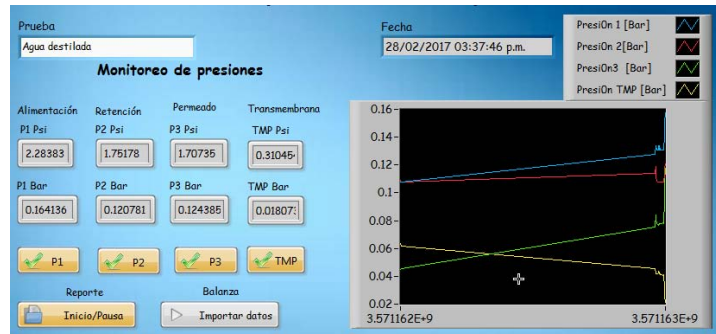 Prueba
Agua destilada
Fecha
28/02/2017 03:37:46 p.m.
Monitoreo de presiones
Alimentación Retención Permeado Transmembrana
P1 Psi P2 Psi P3 Psi TMP Psi
2.28383 1.75178 1.70735 0.31045
P1 Bar P2 Bar P3 Bar TMP Bar
0.164136 0.120781 0.124385 0.01807
P1 P2 P3 TMP
Reporte Balanza
Inicio/Pausa Importar datos
Presi0n 1 [Bar]
Presi0n 2[Bar]
Presi0n3 [Bar]
Presi0n TMP [Bar]
0.16
0.14
0.12
0.1
0.08
0.06
0.04
0.02
3.571162E+9 3.571163E+9